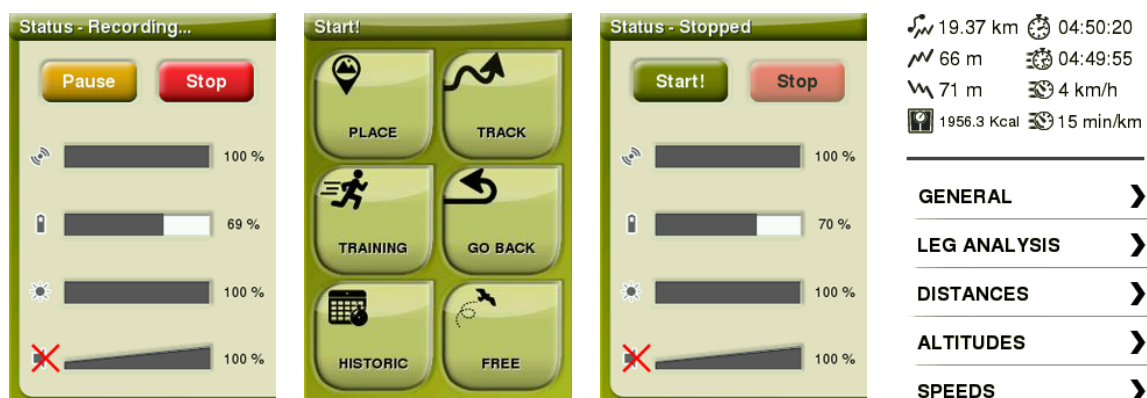 Status - Recording...
Pause Stop
100 %
69 %
100 %
100 %
Start!
PLACE TRACK
TRAINING GO BACK
HISTORIC FREE
Status - Stopped
Start! Stop
100 %
70 %
100 %
100 %
19.37 km 04:50:20
66 m 04:49:55
71 m 4 km/h
1956.3 Kcal 15 min/km
GENERAL
LEG ANALYSIS
DISTANCES
ALTITUDES
SPEEDS